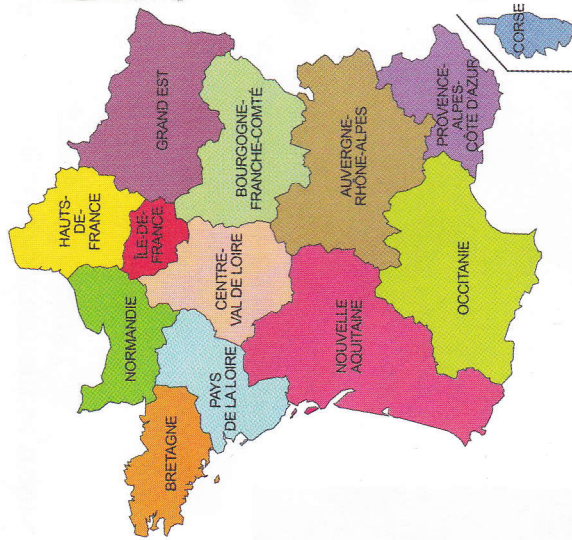 HAUTS-
DE-
FRANCE
NORMANDIE
ÎLE-DE-
FRANCE
GRAND EST
BRETAGNE
PAYS
DE LA LOIRE
CENTRE-
VAL DE LOIRE
BOURGOGNE-
FRANCHE-COMTÉ
NOUVELLE
AQUITAINE
AUVERGNE-
RHÔNE-ALPES
OCCITANIE
PROVENCE-
ALPES-
CÔTE D'AZUR
CORSE